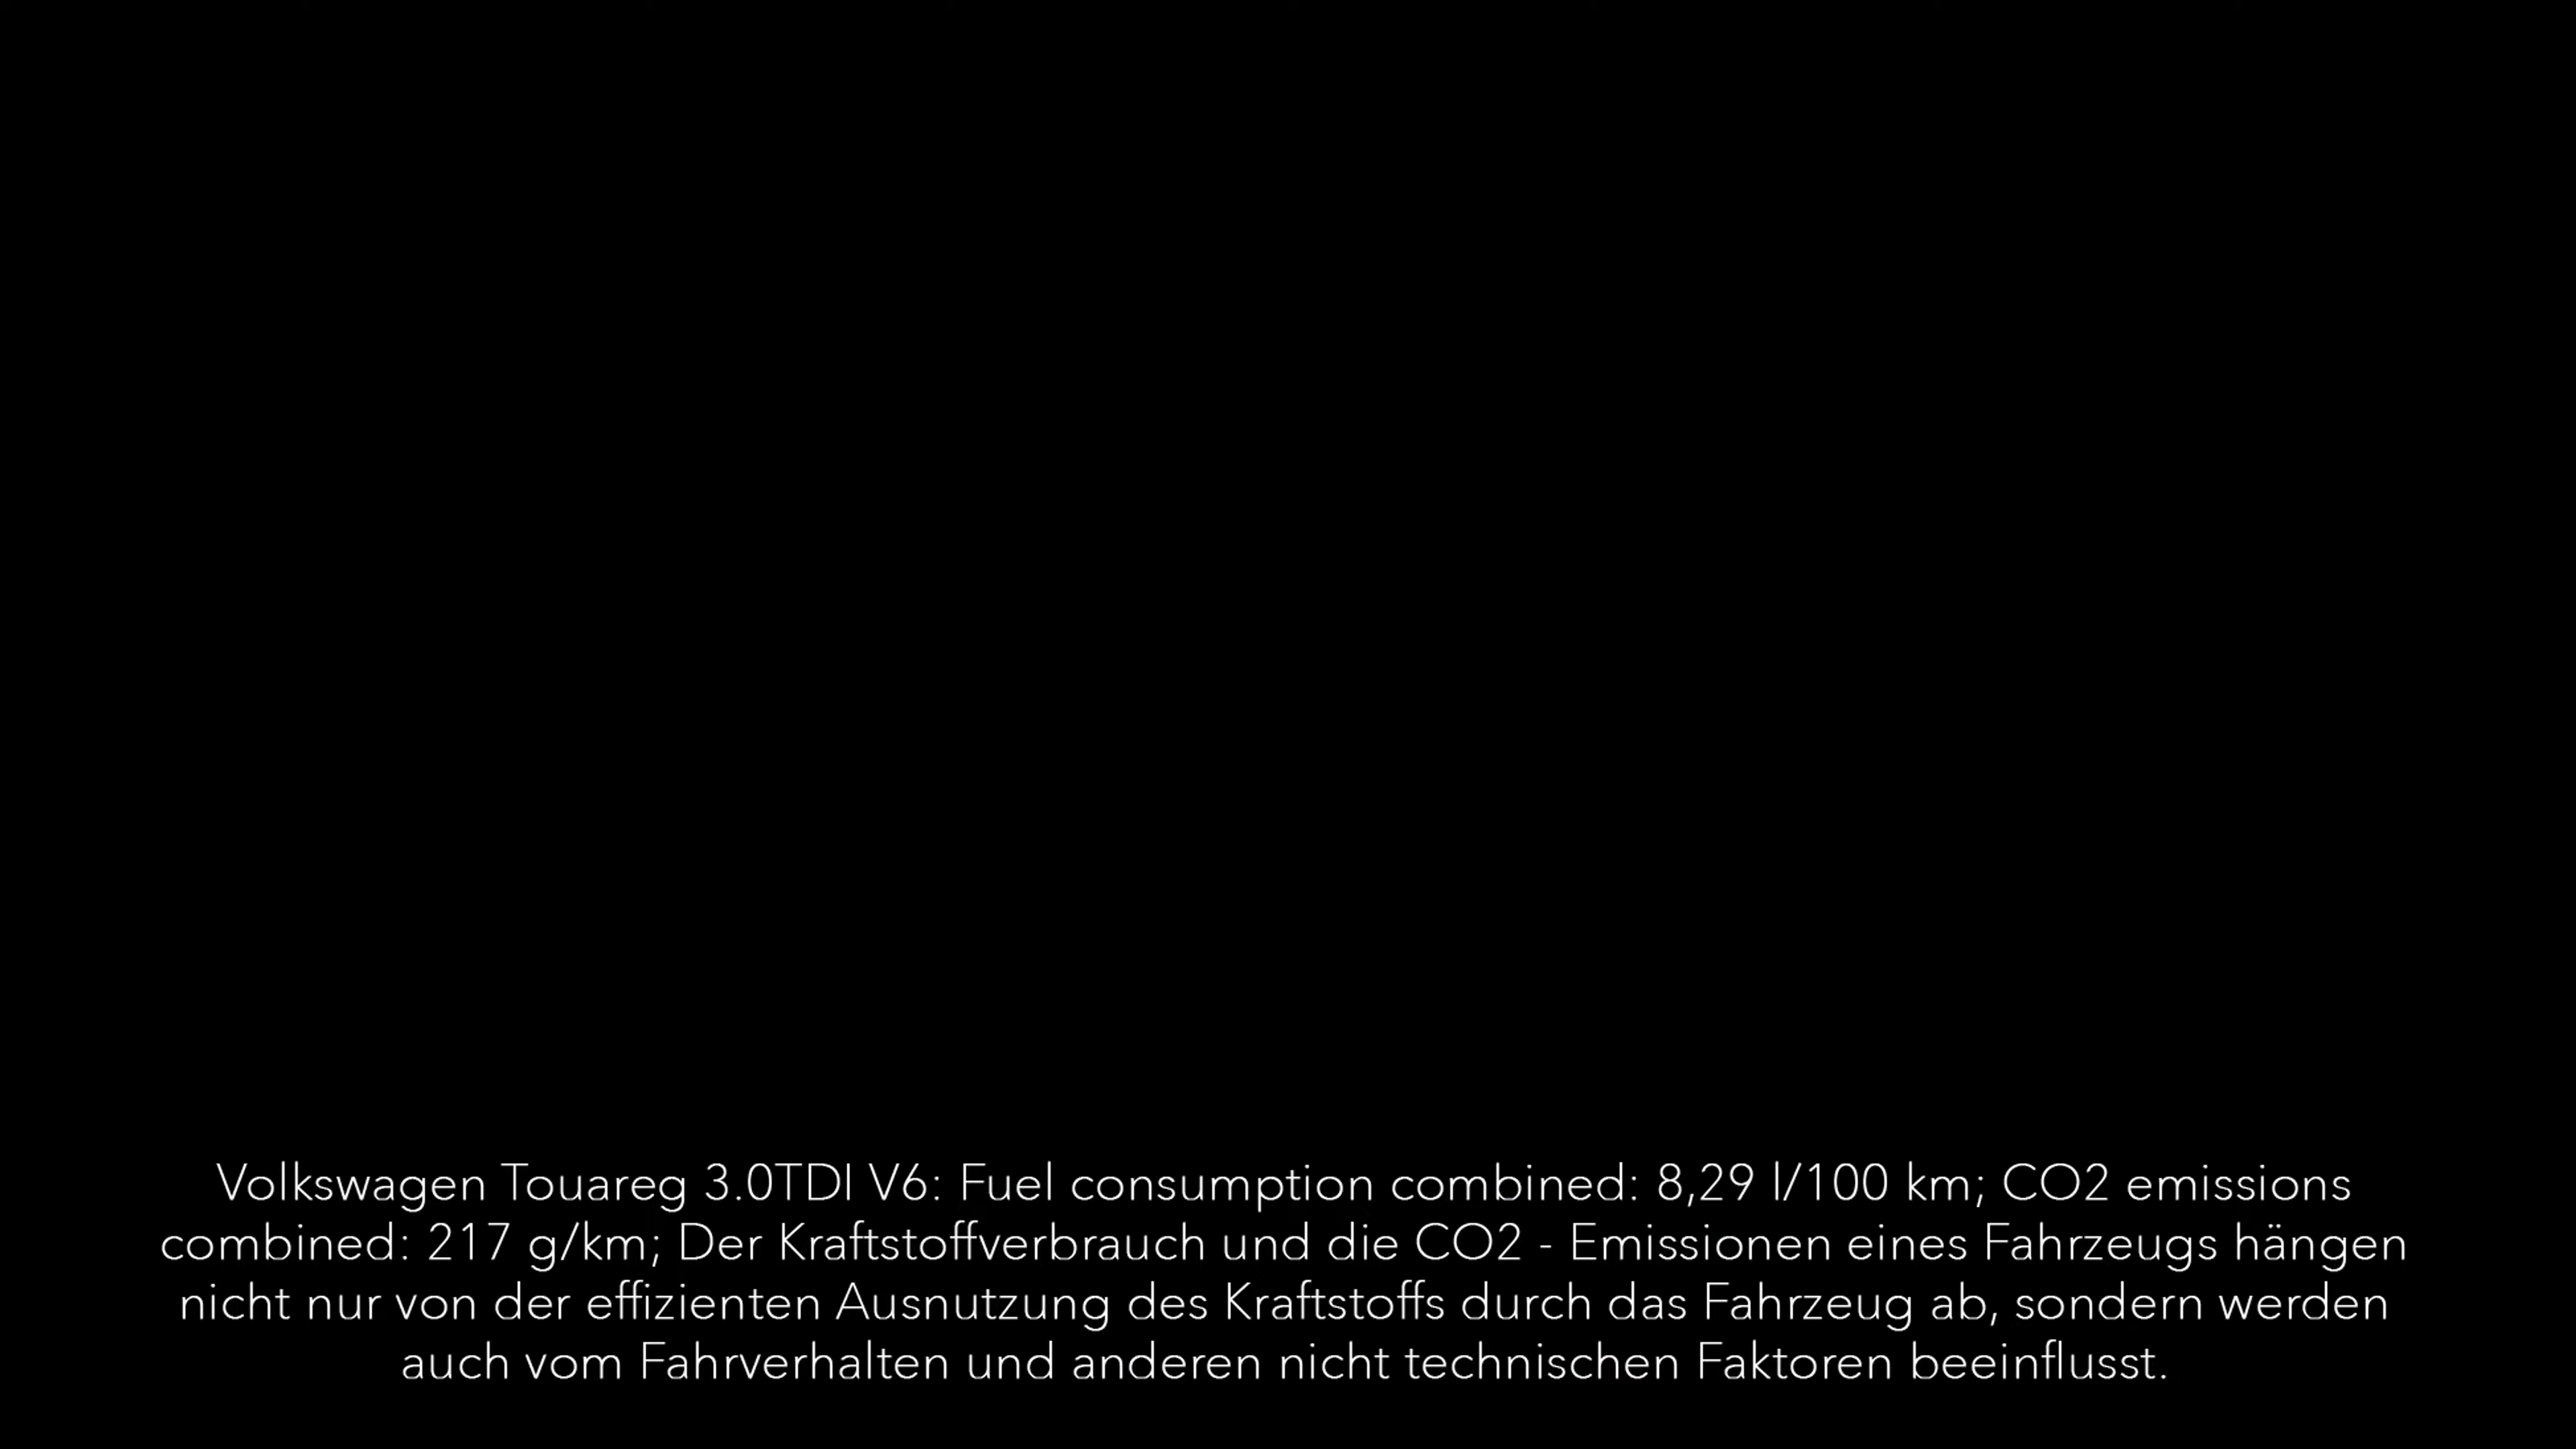 Volkswagen Touareg 3.0TDI V6: Fuel consumption combined: 8,29 l/100 km; CO2 emissions
combined: 217 g/km; Der Kraftstoffverbrauch und die CO2 - Emissionen eines Fahrzeugs hängen
nicht nur von der effizienten Ausnutzung des Kraftstoffs durch das Fahrzeug ab, sondern werden
auch vom Fahrverhalten und anderen nicht technischen Faktoren beeinflusst.